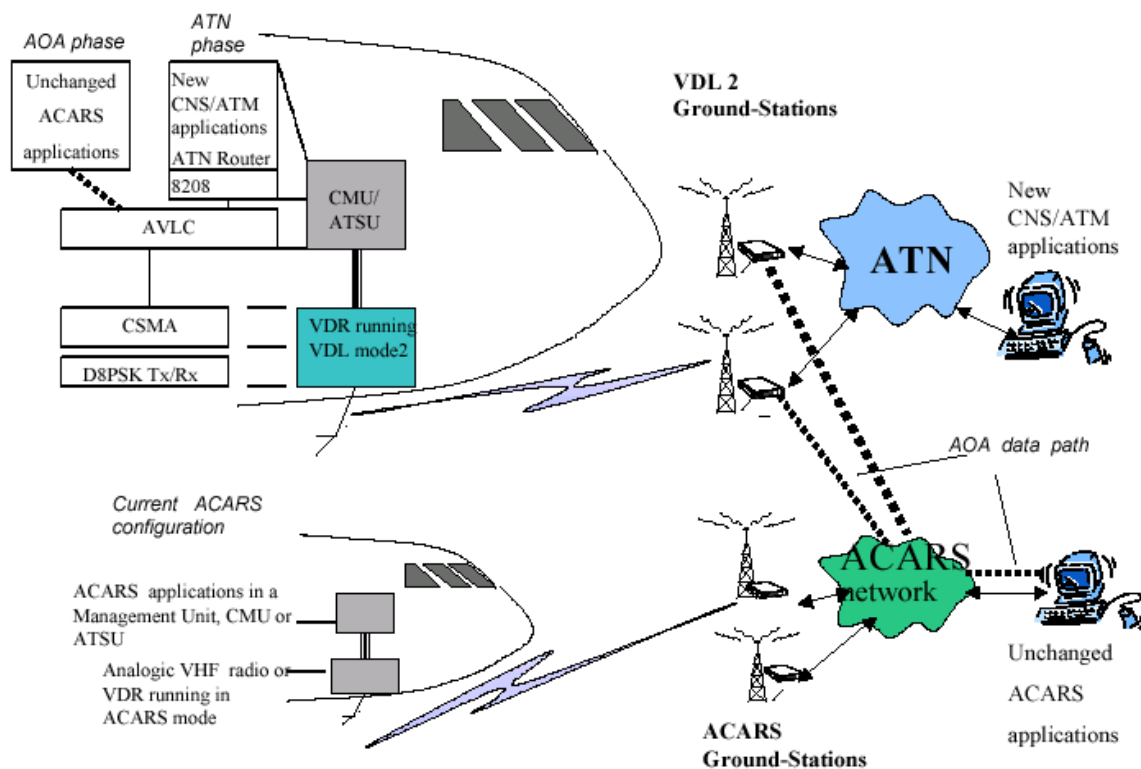 AOA phase
Unchanged
ACARS
applications
ATN
phase
New
CNS/ATM
applications
ATN Router
8208
AVLC
CSMA
D8PSK Tx/Rx
CMU/
ATSU
VDR running
VDL mode2
VDL 2
Ground-Stations
ATN
New
CNS/ATM
applications
AOA data path
Current ACARS
configuration
ACARS applications in a
Management Unit, CMU or
ATSU
Analogic VHF radio or
VDR running in
ACARS mode
ACARS
network
ACARS
Ground-Stations
Unchanged
ACARS
applications